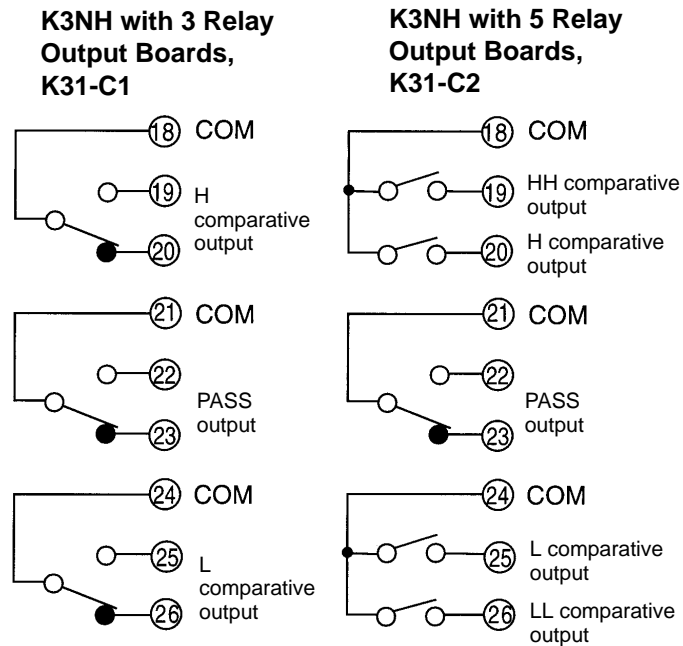 K3NH with 3 Relay
Output Boards,
K31-C1
18 COM
19 H
comparative
20 output
21 COM
22
PASS
23 output
24 COM
25 L
comparative
26 output
K3NH with 5 Relay
Output Boards,
K31-C2
18 COM
19 HH comparative
output
20 H comparative
output
21 COM
22
PASS
23 output
24 COM
25 L comparative
output
26 LL comparative
output